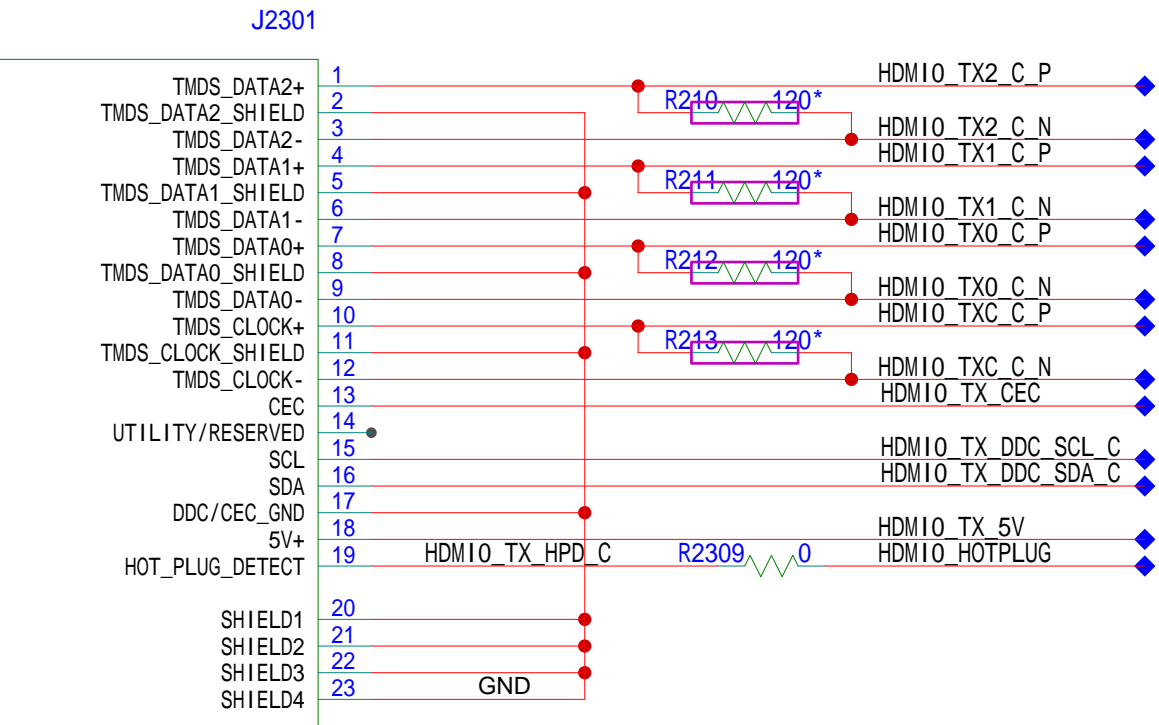 J2301
TMDS_DATA2+ 1 HDMI0_TX2_C_P
TMDS_DATA2_SHIELD 2 R210 120*
TMDS_DATA2- 3 HDMI0_TX2_C_N
TMDS_DATA1+ 4 HDMI0_TX1_C_P
TMDS_DATA1_SHIELD 5 R211 120*
TMDS_DATA1- 6 HDMI0_TX1_C_N
TMDS_DATA0+ 7 HDMI0_TX0_C_P
TMDS_DATA0_SHIELD 8 R212 120*
TMDS_DATA0- 9 HDMI0_TX0_C_N
TMDS_CLOCK+ 10 HDMI0_TXC_C_P
TMDS_CLOCK_SHIELD 11 R213 120*
TMDS_CLOCK- 12 HDMI0_TXC_C_N
CEC 13 HDMI0_TX_CEC
UTILITY/RESERVED 14
SCL 15 HDMI0_TX_DDC_SCL_C
SDA 16 HDMI0_TX_DDC_SDA_C
DDC/CEC_GND 17
5V+ 18 HDMI0_TX_5V
HOT_PLUG_DETECT 19 HDMI0_TX_HPD_C R2309 0 HDMI0_HOTPLUG
SHIELD1 20
SHIELD2 21
SHIELD3 22
SHIELD4 23 GND